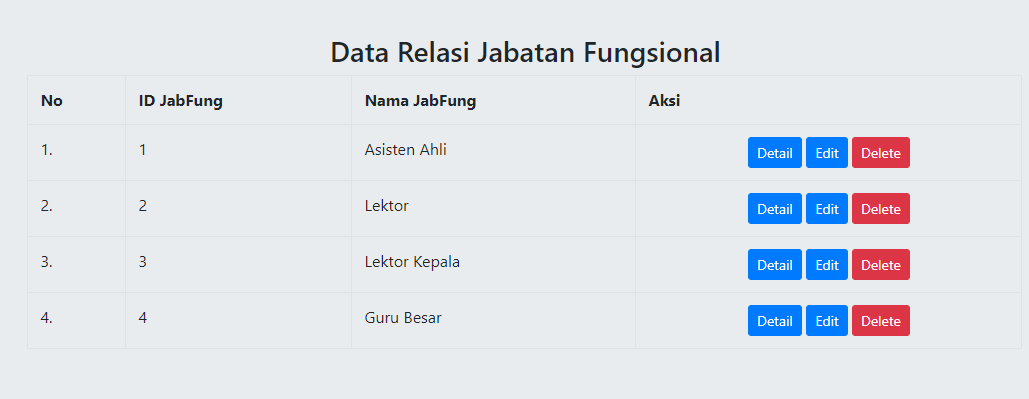 Data Relasi Jabatan Fungsional
No ID JabFung Nama JabFung Aksi
1. 1 Asisten Ahli Detail Edit Delete
2. 2 Lektor Detail Edit Delete
3. 3 Lektor Kepala Detail Edit Delete
4. 4 Guru Besar Detail Edit Delete